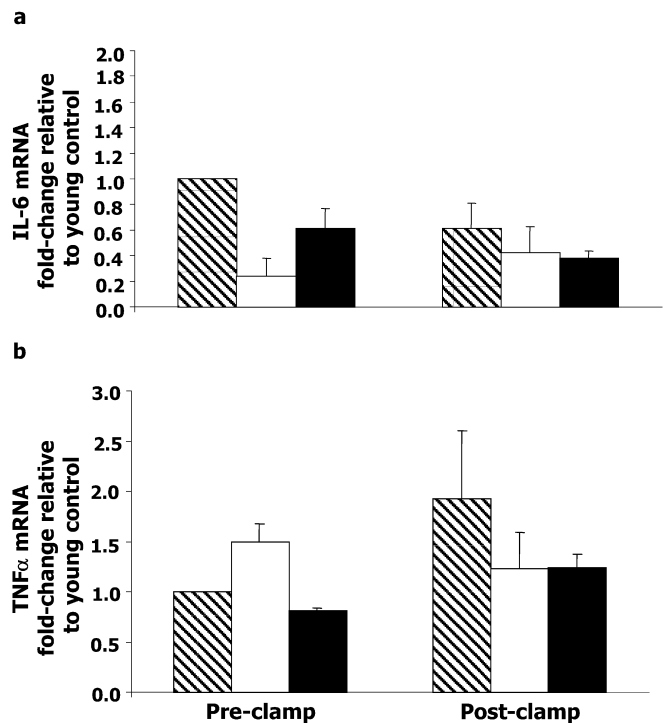 a
IL-6 mRNA
fold-change relative
to young control
2.0
1.8
1.6
1.4
1.2
1.0
0.8
0.6
0.4
0.2
0.0
b
TNFα mRNA
fold-change relative
to young control
3.0
2.5
2.0
1.5
1.0
0.5
0.0
Pre-clamp
Post-clamp